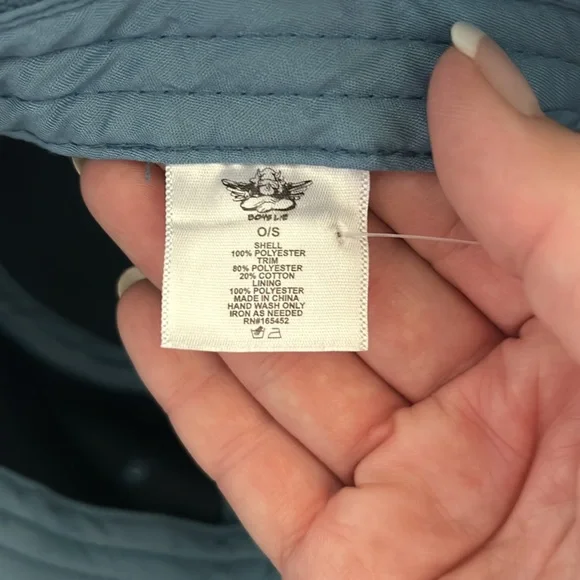 BOYS LIE
O/S
SHELL
100% POLYESTER
TRIM
80% POLYESTER
20% COTTON
LINING
100% POLYESTER
MADE IN CHINA
HAND WASH ONLY
IRON AS NEEDED
RN#165452